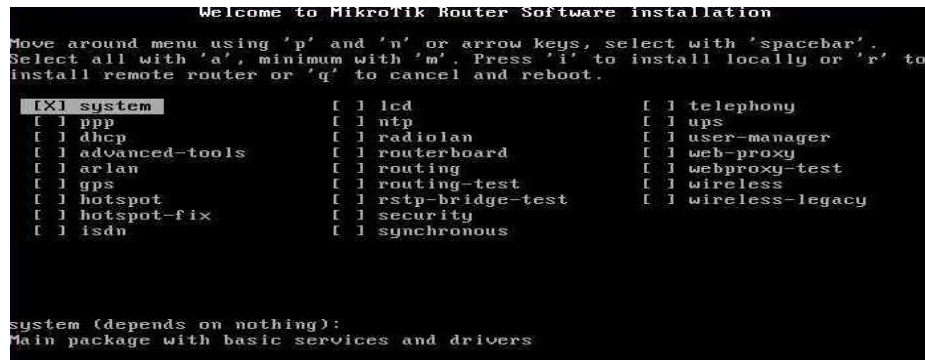 Welcome to MikroTik Router Software installation
Move around menu using 'p' and 'n' or arrow keys, select with 'spacebar'.
Select all with 'a', minimum with 'm'. Press 'i' to install locally or 'r' to
install remote router or 'q' to cancel and reboot.
[X] system [ ] lcd [ ] telephony
[ ] ppp [ ] ntp [ ] ups
[ ] dhcp [ ] radiolan [ ] user-manager
[ ] advanced-tools [ ] routerboard [ ] web-proxy
[ ] arlan [ ] routing [ ] webproxy-test
[ ] gps [ ] routing-test [ ] wireless
[ ] hotspot [ ] rstp-bridge-test [ ] wireless-legacy
[ ] hotspot-fix [ ] security
[ ] isdn [ ] synchronous
system (depends on nothing):
Main package with basic services and drivers